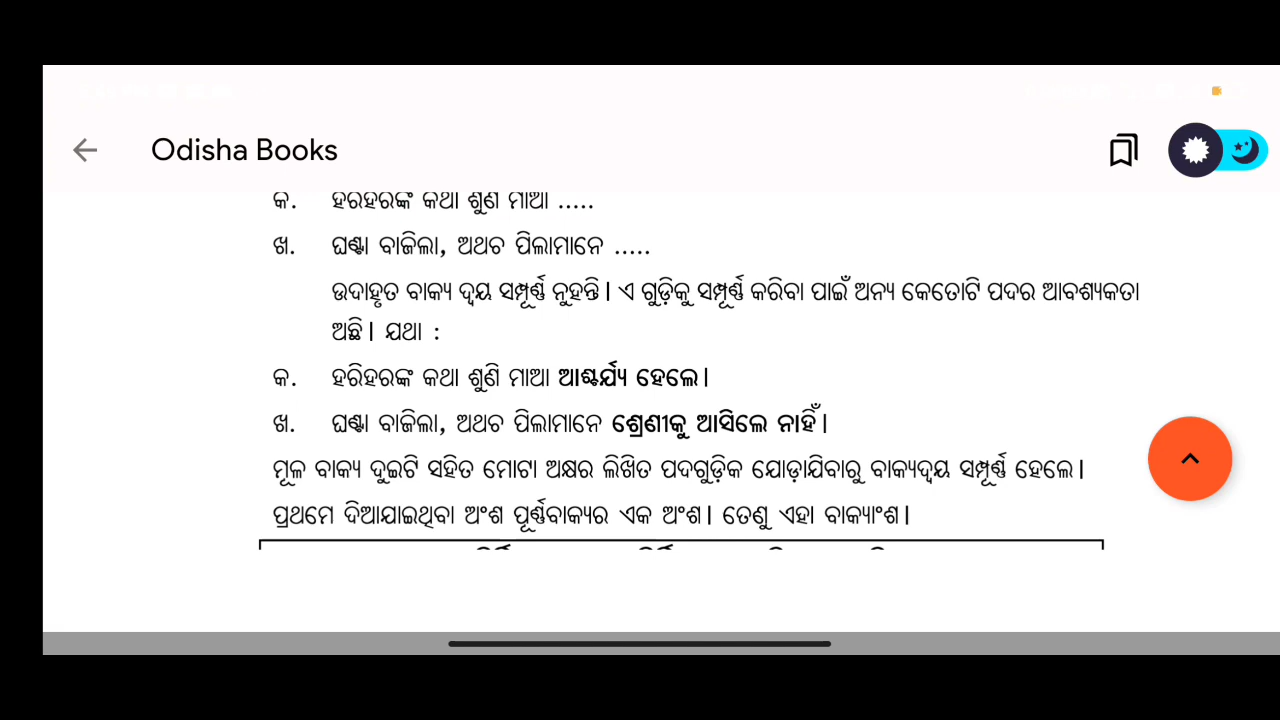 Odisha Books
କ. ହରିହରଙ୍କ କଥା ଶୁଣି ମାଆ .....
ଖ. ଘଣ୍ଟା ବାଜିଲା, ଅଥଚ ପିଲାମାନେ .....
ଉଦାହୃତ ବାକ୍ୟ ଦ୍ୱୟ ସମ୍ପୂର୍ଣ୍ଣ ନୁହନ୍ତି। ଏ ଗୁଡ଼ିକୁ ସମ୍ପୂର୍ଣ୍ଣ କରିବା ପାଇଁ ଅନ୍ୟ କେତୋଟି ପଦର ଆବଶ୍ୟକତା
ଅଛି। ଯଥା :
କ. ହରିହରଙ୍କ କଥା ଶୁଣି ମାଆ ଆଶ୍ଚର୍ଯ୍ୟ ହେଲେ।
ଖ. ଘଣ୍ଟା ବାଜିଲା, ଅଥଚ ପିଲାମାନେ ଶ୍ରେଣୀକୁ ଆସିଲେ ନାହିଁ।
ମୂଳ ବାକ୍ୟ ଦୁଇଟି ସହିତ ମୋଟା ଅକ୍ଷର ଲିଖିତ ପଦଗୁଡ଼ିକ ଯୋଡ଼ାଯିବାରୁ ବାକ୍ୟଦ୍ୱୟ ସମ୍ପୂର୍ଣ୍ଣ ହେଲେ।
ପ୍ରଥମେ ଦିଆଯାଇଥିବା ଅଂଶ ପୂର୍ଣ୍ଣବାକ୍ୟର ଏକ ଅଂଶ। ତେଣୁ ଏହା ବାକ୍ୟାଂଶ।